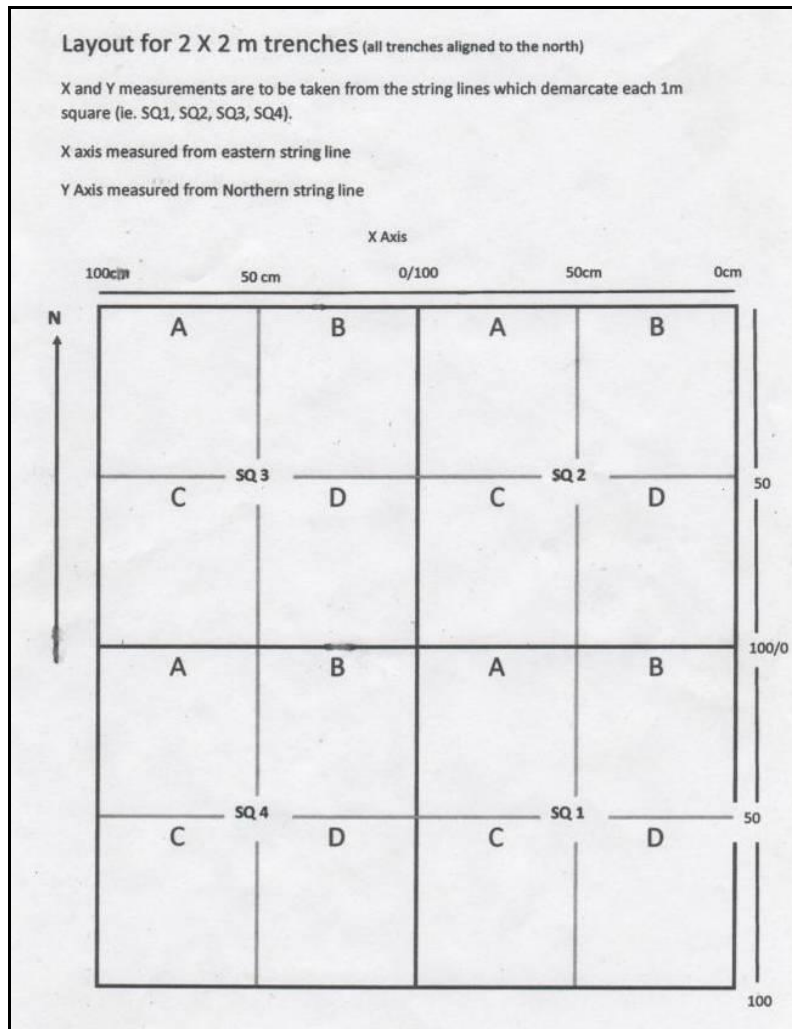 Layout for 2 X 2 m trenches (all trenches aligned to the north)
X and Y measurements are to be taken from the string lines which demarcate each 1m
square (ie. SQ1, SQ2, SQ3, SQ4).
X axis measured from eastern string line
Y Axis measured from Northern string line
X Axis
100cm 50 cm 0/100 50cm 0cm
N
A B A B
SQ 3 SQ 2
C D C D 50
100/0
A B A B
SQ 4 SQ 1 50
C D C D
100